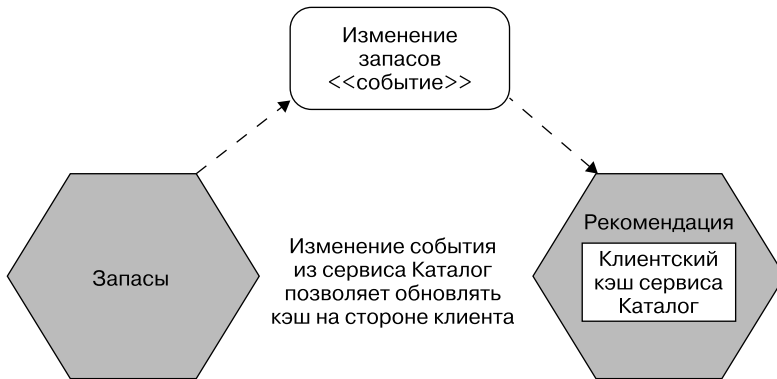 Изменение
запасов
<<событие>>
Запасы
Изменение события
из сервиса Каталог
позволяет обновлять
кэш на стороне клиента
Рекомендация
Клиентский
кэш сервиса
Каталог